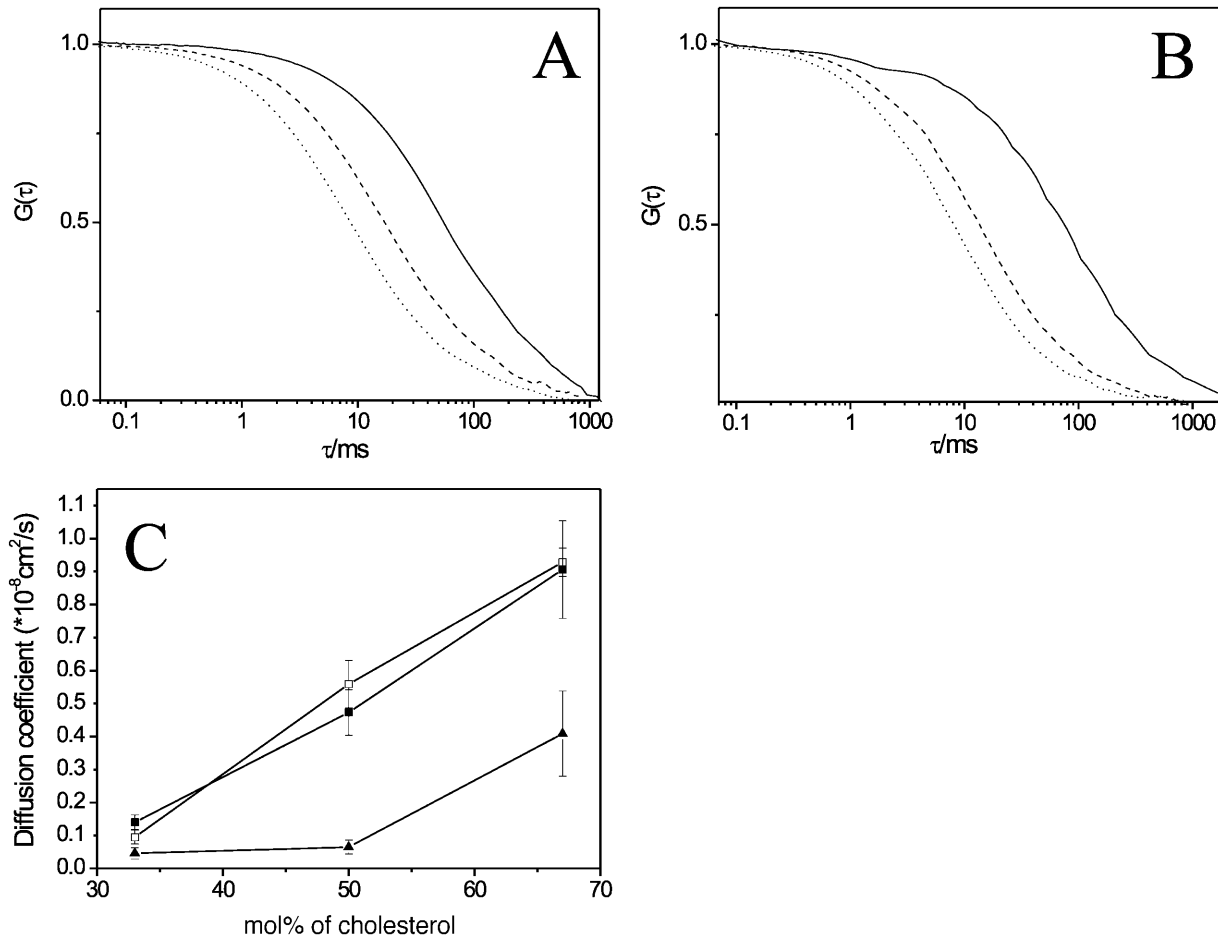 A
1.0
0.5
0.0
G(τ)
0.1 1 10 100 1000
τ/ms
B
1.0
0.5
G(τ)
0.1 1 10 100 1000
τ/ms
C
1.1
1.0
0.9
0.8
0.7
0.6
0.5
0.4
0.3
0.2
0.1
0.0
Diffusion coefficient (*10⁻⁸cm²/s)
30 40 50 60 70
mol% of cholesterol